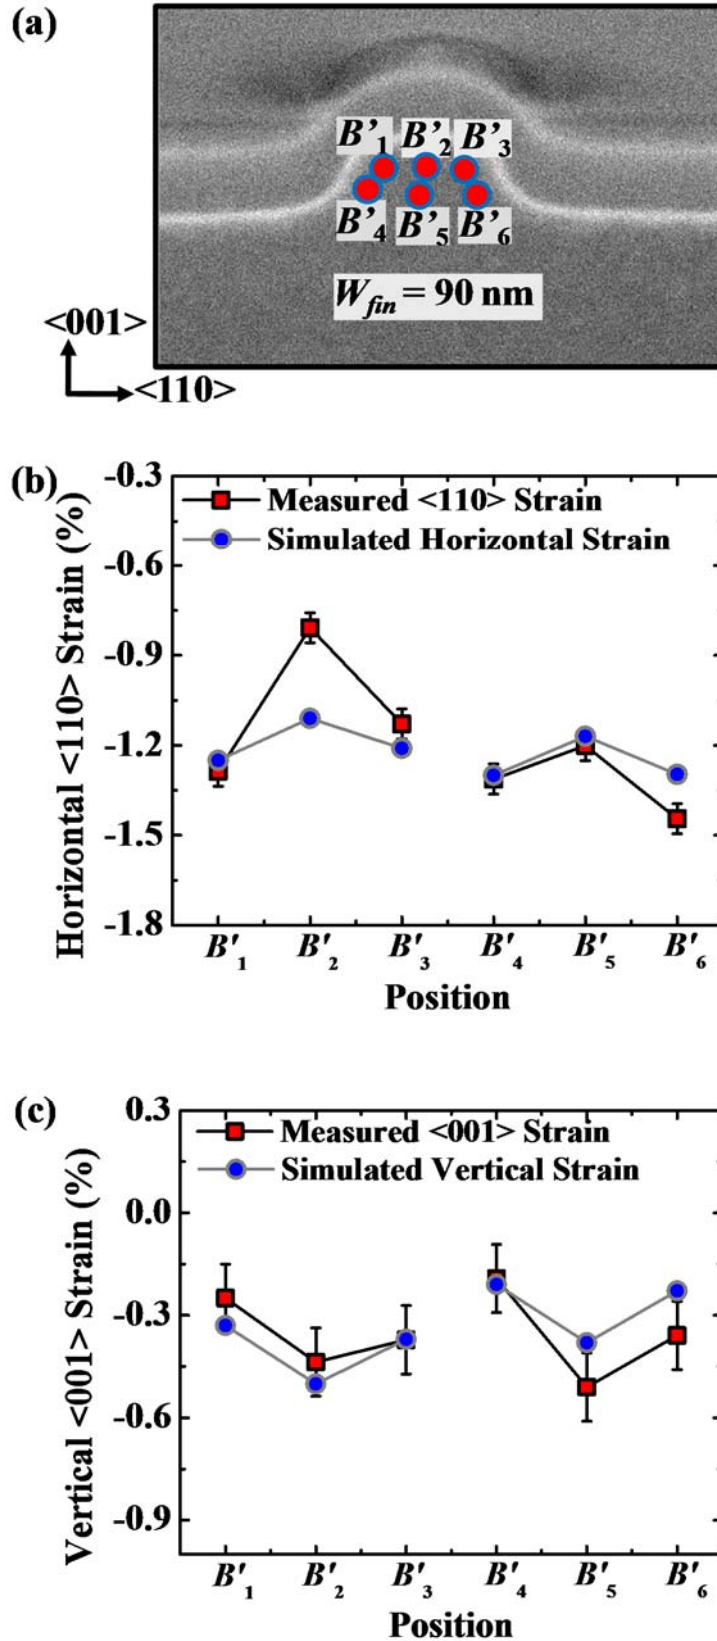 (a)
B'1 B'2 B'3
B'4 B'5 B'6
Wfin = 90 nm
<001>
<110>
(b)
Horizontal <110> Strain (%)
-0.3
-0.6
-0.9
-1.2
-1.5
-1.8
Measured <110> Strain
Simulated Horizontal Strain
B'1 B'2 B'3 B'4 B'5 B'6
Position
(c)
Vertical <001> Strain (%)
0.3
0.0
-0.3
-0.6
-0.9
Measured <001> Strain
Simulated Vertical Strain
B'1 B'2 B'3 B'4 B'5 B'6
Position